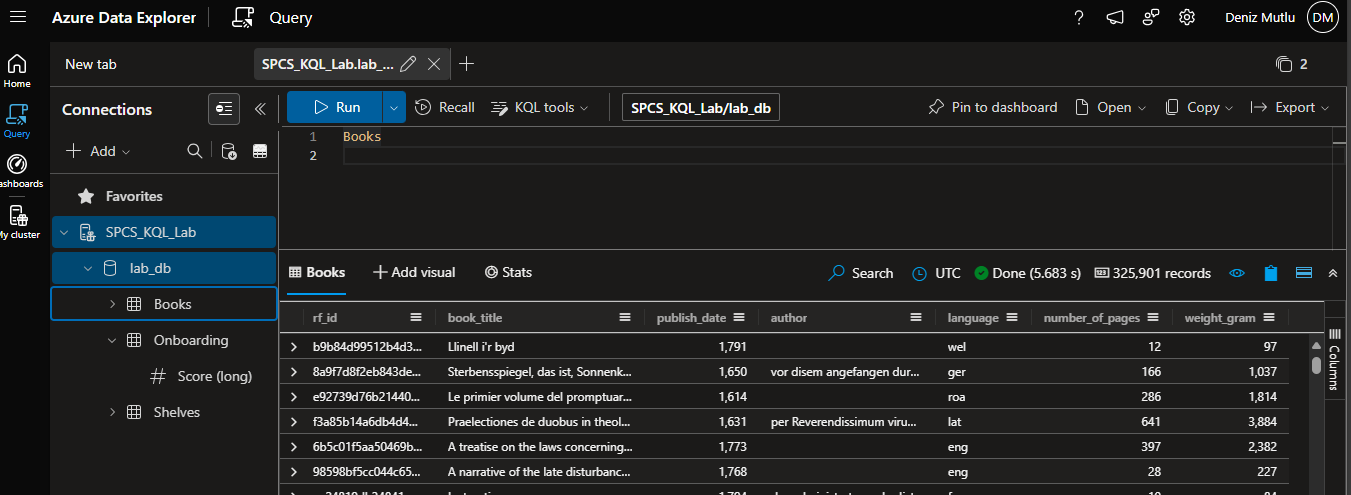 Azure Data Explorer Query ? Deniz Mutlu DM
New tab SPCS_KQL_Lab.lab_... 2
Home
Query
ashboards
My cluster
Connections
Add
Favorites
SPCS_KQL_Lab
lab_db
Books
Onboarding
Score (long)
Shelves
Run Recall KQL tools SPCS_KQL_Lab/lab_db Pin to dashboard Open Copy Export
1 Books
2
Books Add visual Stats Search UTC Done (5.683 s) 325,901 records
rf_id book_title publish_date author language number_of_pages weight_gram
b9b84d99512b4d3... Llinell i'r byd 1,791 wel 12 97
8a9f7d8f2eb843de... Sterbensspiegel, das ist, Sonnenk... 1,650 vor disem angefangen dur... ger 166 1,037
e92739d76b21440... Le primier volume del promptuar... 1,614 roa 286 1,814
f3a85b14a6db4d4... Praelectiones de duobus in theol... 1,631 per Reverendissimum viru... lat 641 3,884
6b5c01f5aa50469b... A treatise on the laws concerning... 1,773 eng 397 2,382
98598bf5cc044c65... A narrative of the late disturbanc... 1,768 eng 28 227
Columns